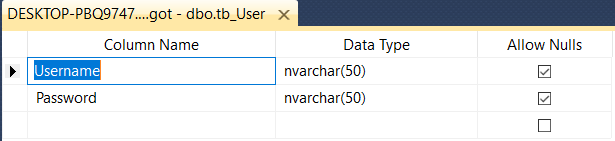 DESKTOP-PBQ9747....got - dbo.tb_User
Column Name Data Type Allow Nulls
Username nvarchar(50)
Password nvarchar(50)